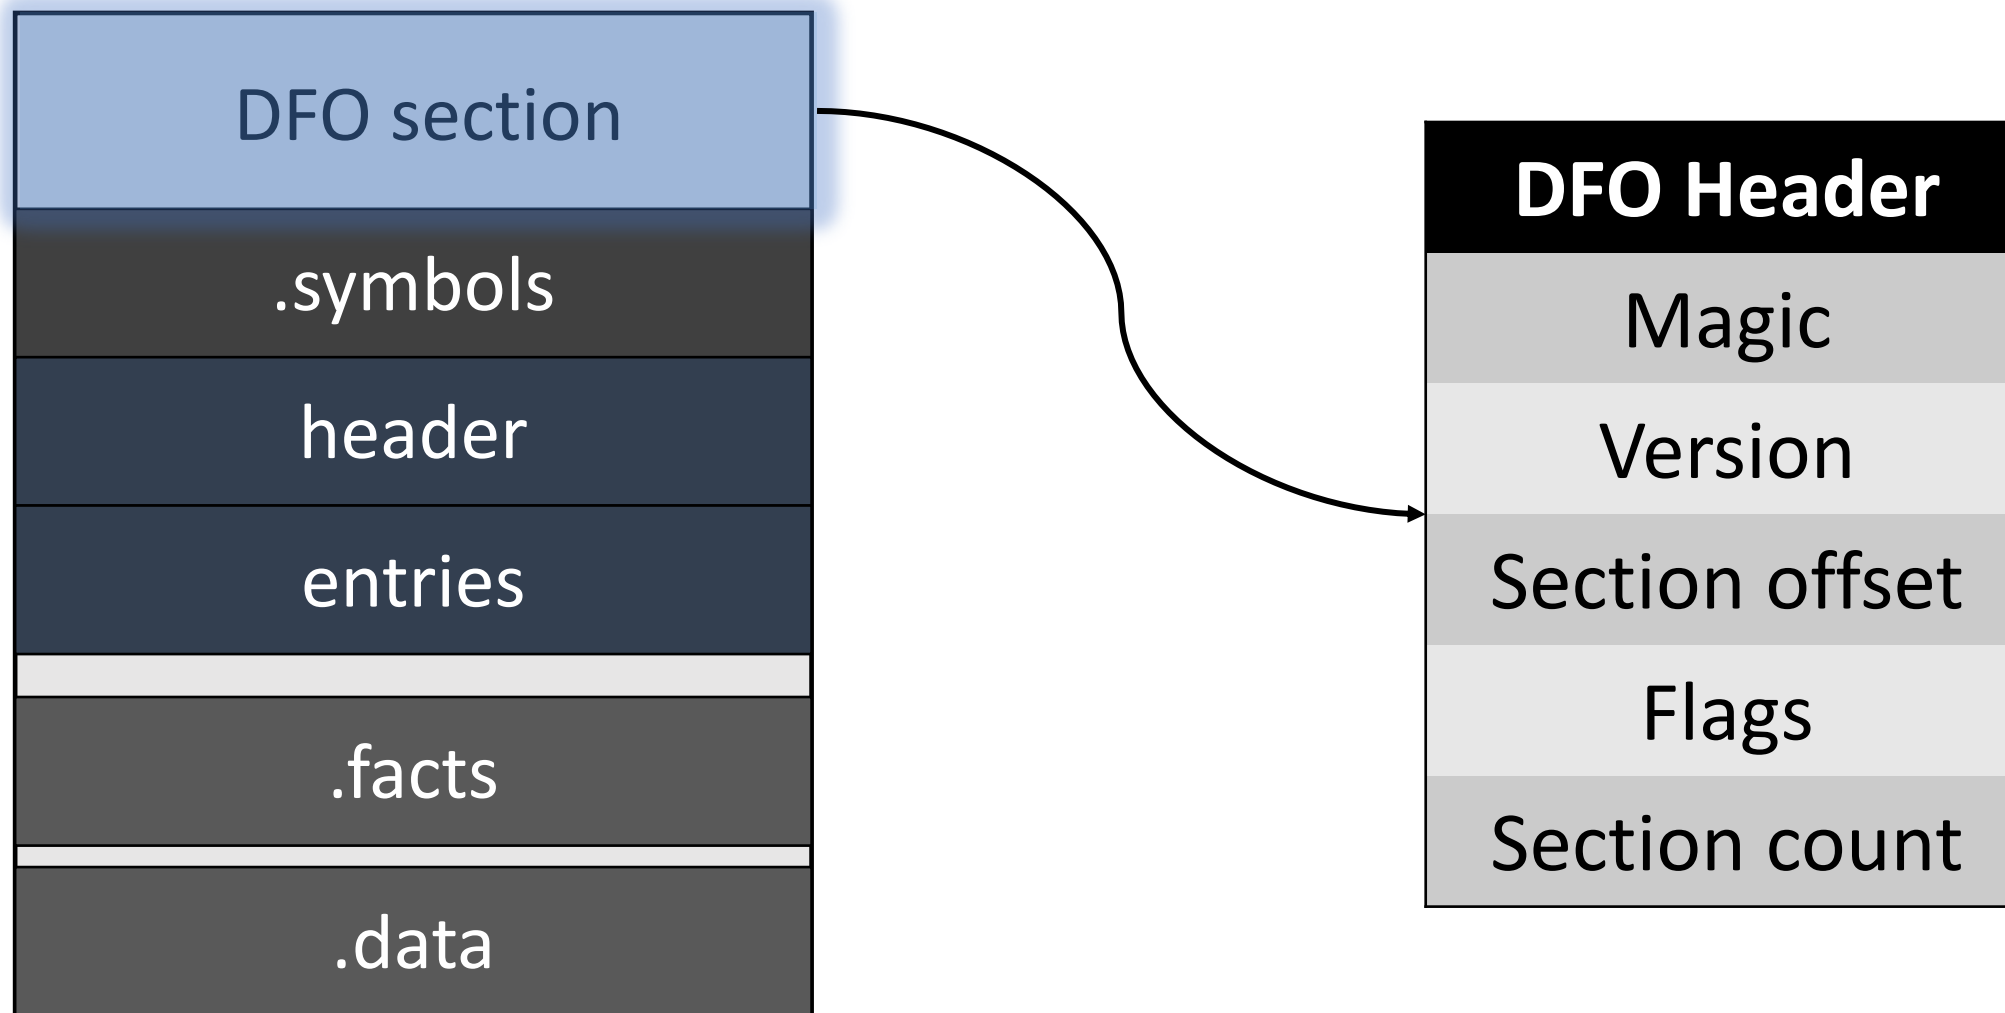 DFO section
.symbols
header
entries
.facts
.data
DFO Header
Magic
Version
Section offset
Flags
Section count